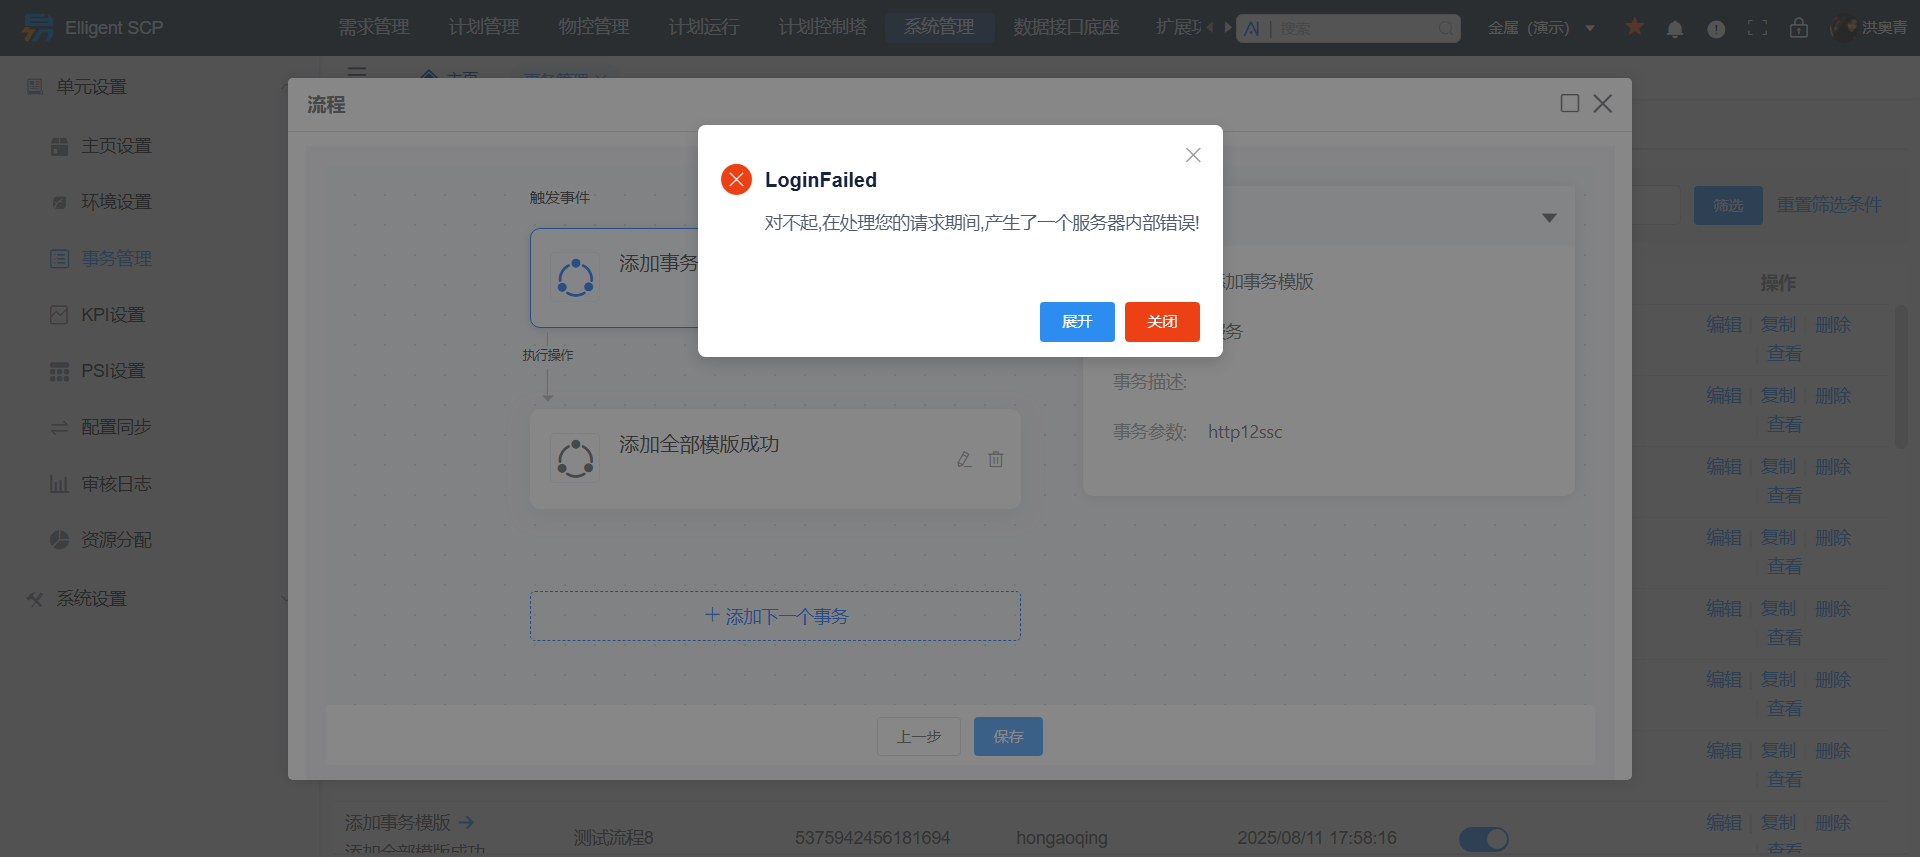 Elligent SCP
需求管理
计划管理
物控管理
计划运行
计划控制塔
系统管理
数据接口底座
AI
搜索
金属（演示）
洪奥青
单元设置
主页设置
环境设置
事务管理
KPI设置
PSI设置
配置同步
审核日志
资源分配
系统设置
流程
触发事件
添加事务
LoginFailed
对不起,在处理您的请求期间,产生了一个服务器内部错误!
展开
关闭
执行操作
添加全部模版成功
添加事务模版
事务描述:
事务参数: http12ssc
添加下一个事务
上一步
保存
筛选
重置筛选条件
操作
编辑 复制 删除
查看
编辑 复制 删除
查看
编辑 复制 删除
查看
编辑 复制 删除
查看
编辑 复制 删除
查看
编辑 复制 删除
查看
编辑 复制 删除
查看
添加事务模版
添加全部模版成功
测试流程8
5375942456181694
hongaoqing
2025/08/11 17:58:16
编辑 复制 删除
查看